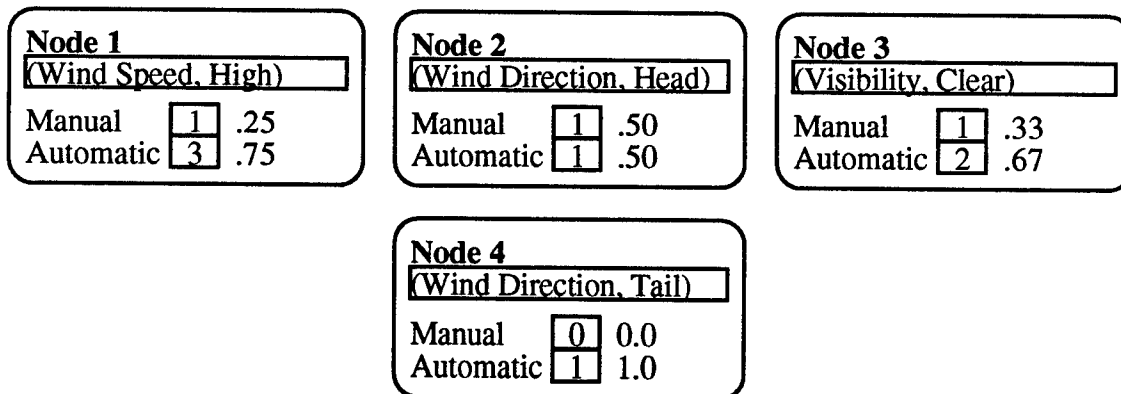 Node 1
(Wind Speed, High)
Manual 1 .25
Automatic 3 .75
Node 2
(Wind Direction, Head)
Manual 1 .50
Automatic 1 .50
Node 3
(Visibility, Clear)
Manual 1 .33
Automatic 2 .67
Node 4
(Wind Direction, Tail)
Manual 0 0.0
Automatic 1 1.0